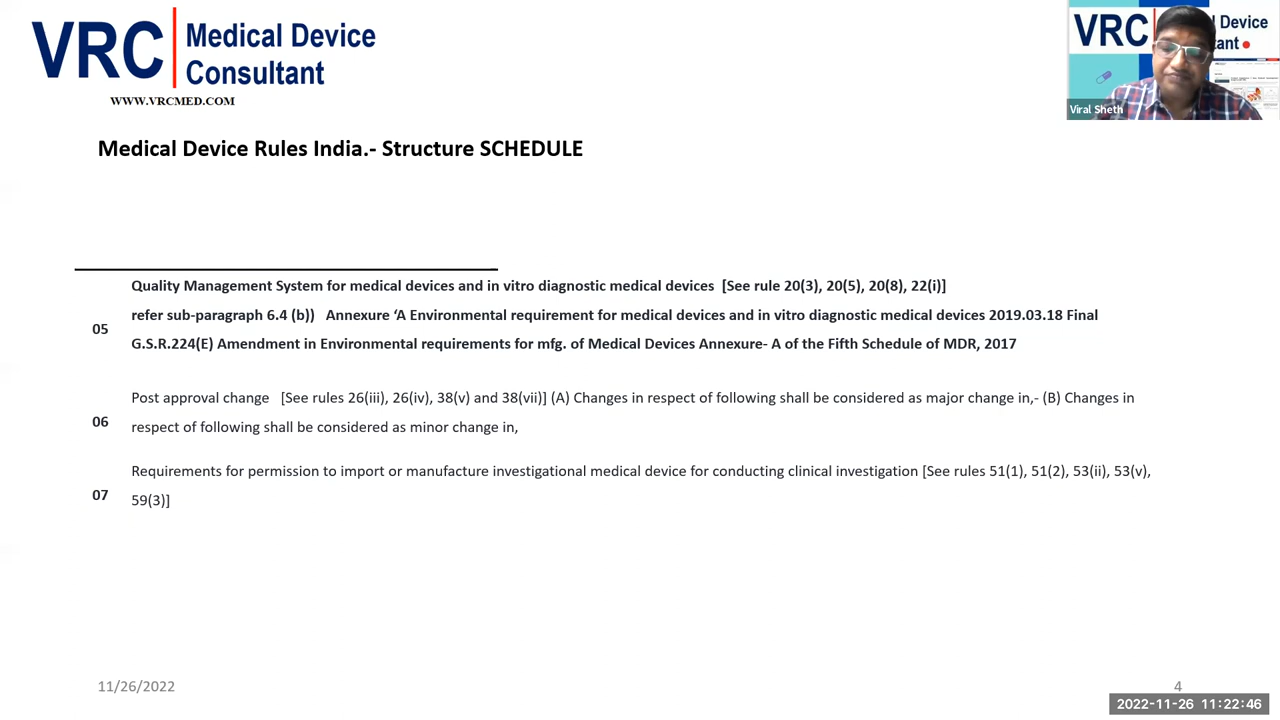 VRC Medical Device
Consultant
WWW.VRCMED.COM
VRC l Device
tant
Viral Sheth
Medical Device Rules India.- Structure SCHEDULE
05
Quality Management System for medical devices and in vitro diagnostic medical devices [See rule 20(3), 20(5), 20(8), 22(i)]
refer sub-paragraph 6.4 (b)) Annexure ‘A Environmental requirement for medical devices and in vitro diagnostic medical devices 2019.03.18 Final
G.S.R.224(E) Amendment in Environmental requirements for mfg. of Medical Devices Annexure- A of the Fifth Schedule of MDR, 2017
06
Post approval change [See rules 26(iii), 26(iv), 38(v) and 38(vii)] (A) Changes in respect of following shall be considered as major change in,- (B) Changes in
respect of following shall be considered as minor change in,
07
Requirements for permission to import or manufacture investigational medical device for conducting clinical investigation [See rules 51(1), 51(2), 53(ii), 53(v),
59(3)]
11/26/2022
4
2022-11-26 11:22:46